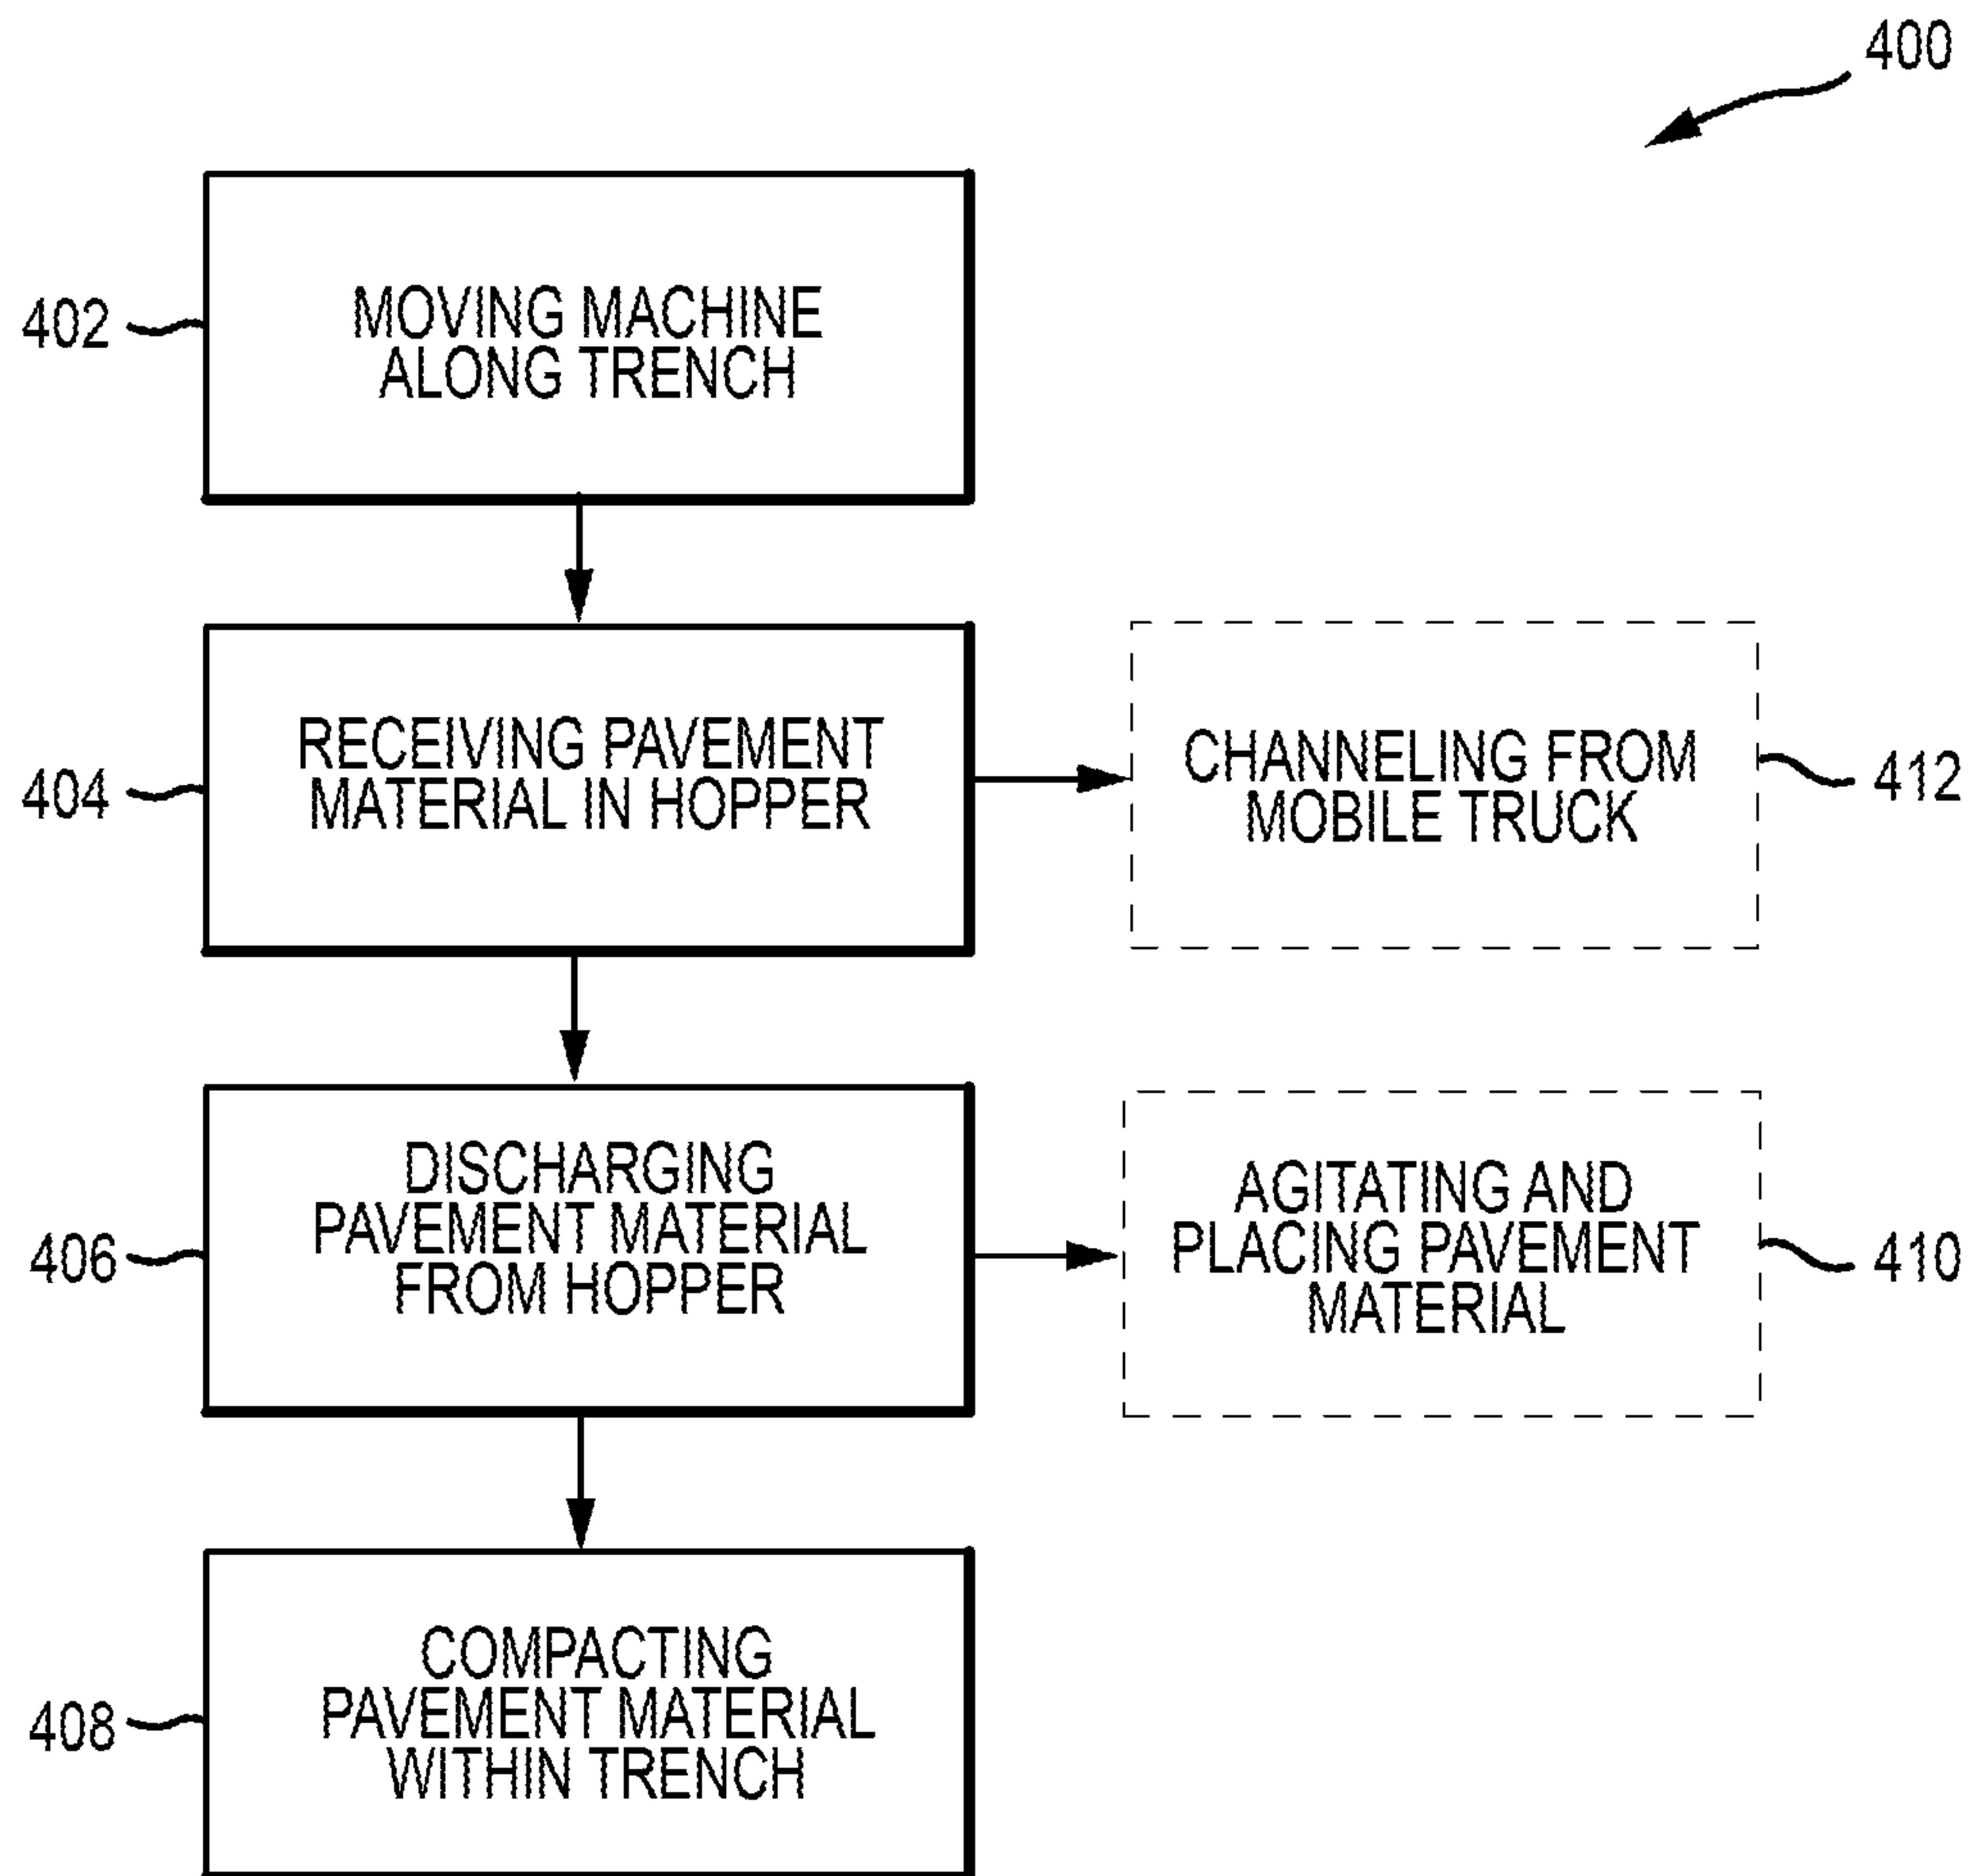 400
402
MOVING MACHINE
ALONG TRENCH
404
RECEIVING PAVEMENT
MATERIAL IN HOPPER
CHANNELING FROM
MOBILE TRUCK
412
406
DISCHARGING
PAVEMENT MATERIAL
FROM HOPPER
AGITATING AND
PLACING PAVEMENT
MATERIAL
410
408
COMPACTING
PAVEMENT MATERIAL
WITHIN TRENCH